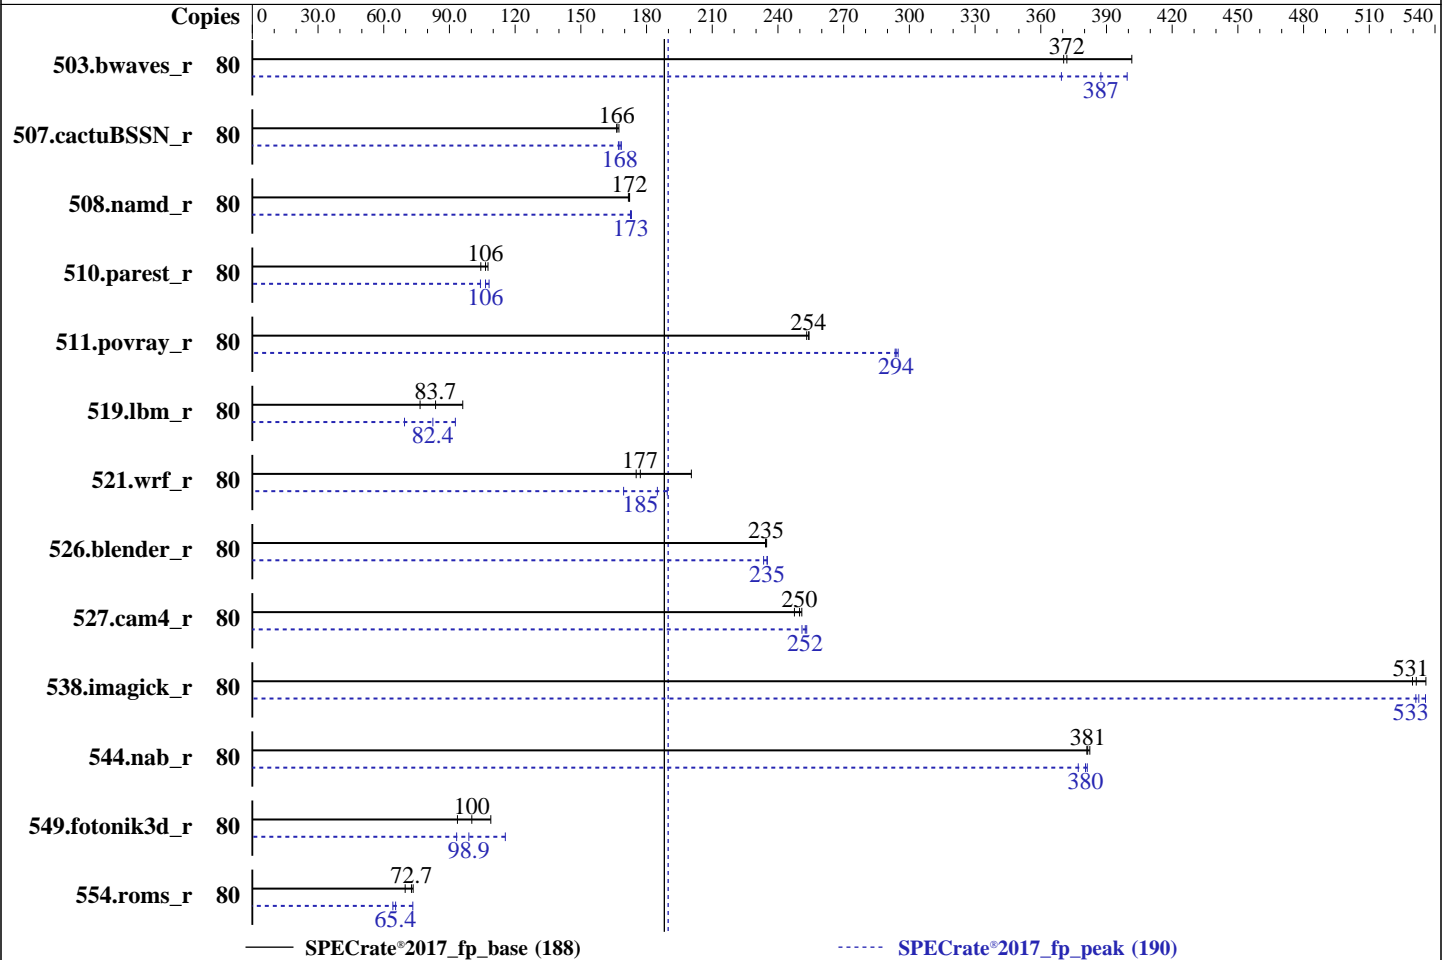 Copies 0 30.0 60.0 90.0 120 150 180 210 240 270 300 330 360 390 420 450 480 510 540
372
503.bwaves_r 80
387
166
507.cactuBSSN_r 80
168
172
508.namd_r 80
173
106
510.parest_r 80
106
254
511.povray_r 80
294
83.7
519.lbm_r 80
82.4
177
521.wrf_r 80
185
235
526.blender_r 80
235
250
527.cam4_r 80
252
531
538.imagick_r 80
533
381
544.nab_r 80
380
100
549.fotonik3d_r 80
98.9
72.7
554.roms_r 80
65.4
SPECrate®2017_fp_base (188) SPECrate®2017_fp_peak (190)